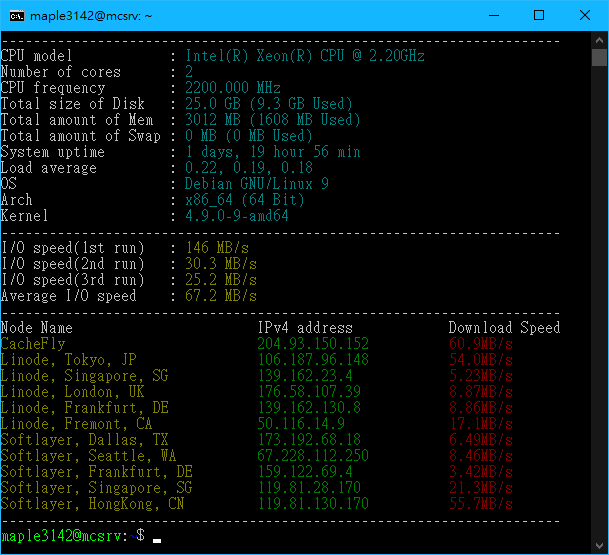 maple3142@mcsrv: ~
----------------------------------------------------------------------
CPU model            : Intel(R) Xeon(R) CPU @ 2.20GHz
Number of cores      : 2
CPU frequency        : 2200.000 MHz
Total size of Disk   : 25.0 GB (9.3 GB Used)
Total amount of Mem  : 3012 MB (1608 MB Used)
Total amount of Swap : 0 MB (0 MB Used)
System uptime        : 1 days, 19 hour 56 min
Load average         : 0.22, 0.19, 0.18
OS                   : Debian GNU/Linux 9
Arch                 : x86_64 (64 Bit)
Kernel               : 4.9.0-9-amd64
----------------------------------------------------------------------
I/O speed(1st run)   : 146 MB/s
I/O speed(2nd run)   : 30.3 MB/s
I/O speed(3rd run)   : 25.2 MB/s
Average I/O speed    : 67.2 MB/s
----------------------------------------------------------------------
Node Name                       IPv4 address            Download Speed
CacheFly                        204.93.150.152          60.9MB/s
Linode, Tokyo, JP               106.187.96.148          54.0MB/s
Linode, Singapore, SG           139.162.23.4            5.23MB/s
Linode, London, UK              176.58.107.39           8.87MB/s
Linode, Frankfurt, DE           139.162.130.8           8.86MB/s
Linode, Fremont, CA             50.116.14.9             17.1MB/s
Softlayer, Dallas, TX           173.192.68.18           6.49MB/s
Softlayer, Seattle, WA          67.228.112.250          8.46MB/s
Softlayer, Frankfurt, DE        159.122.69.4            3.42MB/s
Softlayer, Singapore, SG        119.81.28.170           21.3MB/s
Softlayer, HongKong, CN         119.81.130.170          55.7MB/s
----------------------------------------------------------------------
maple3142@mcsrv:~$